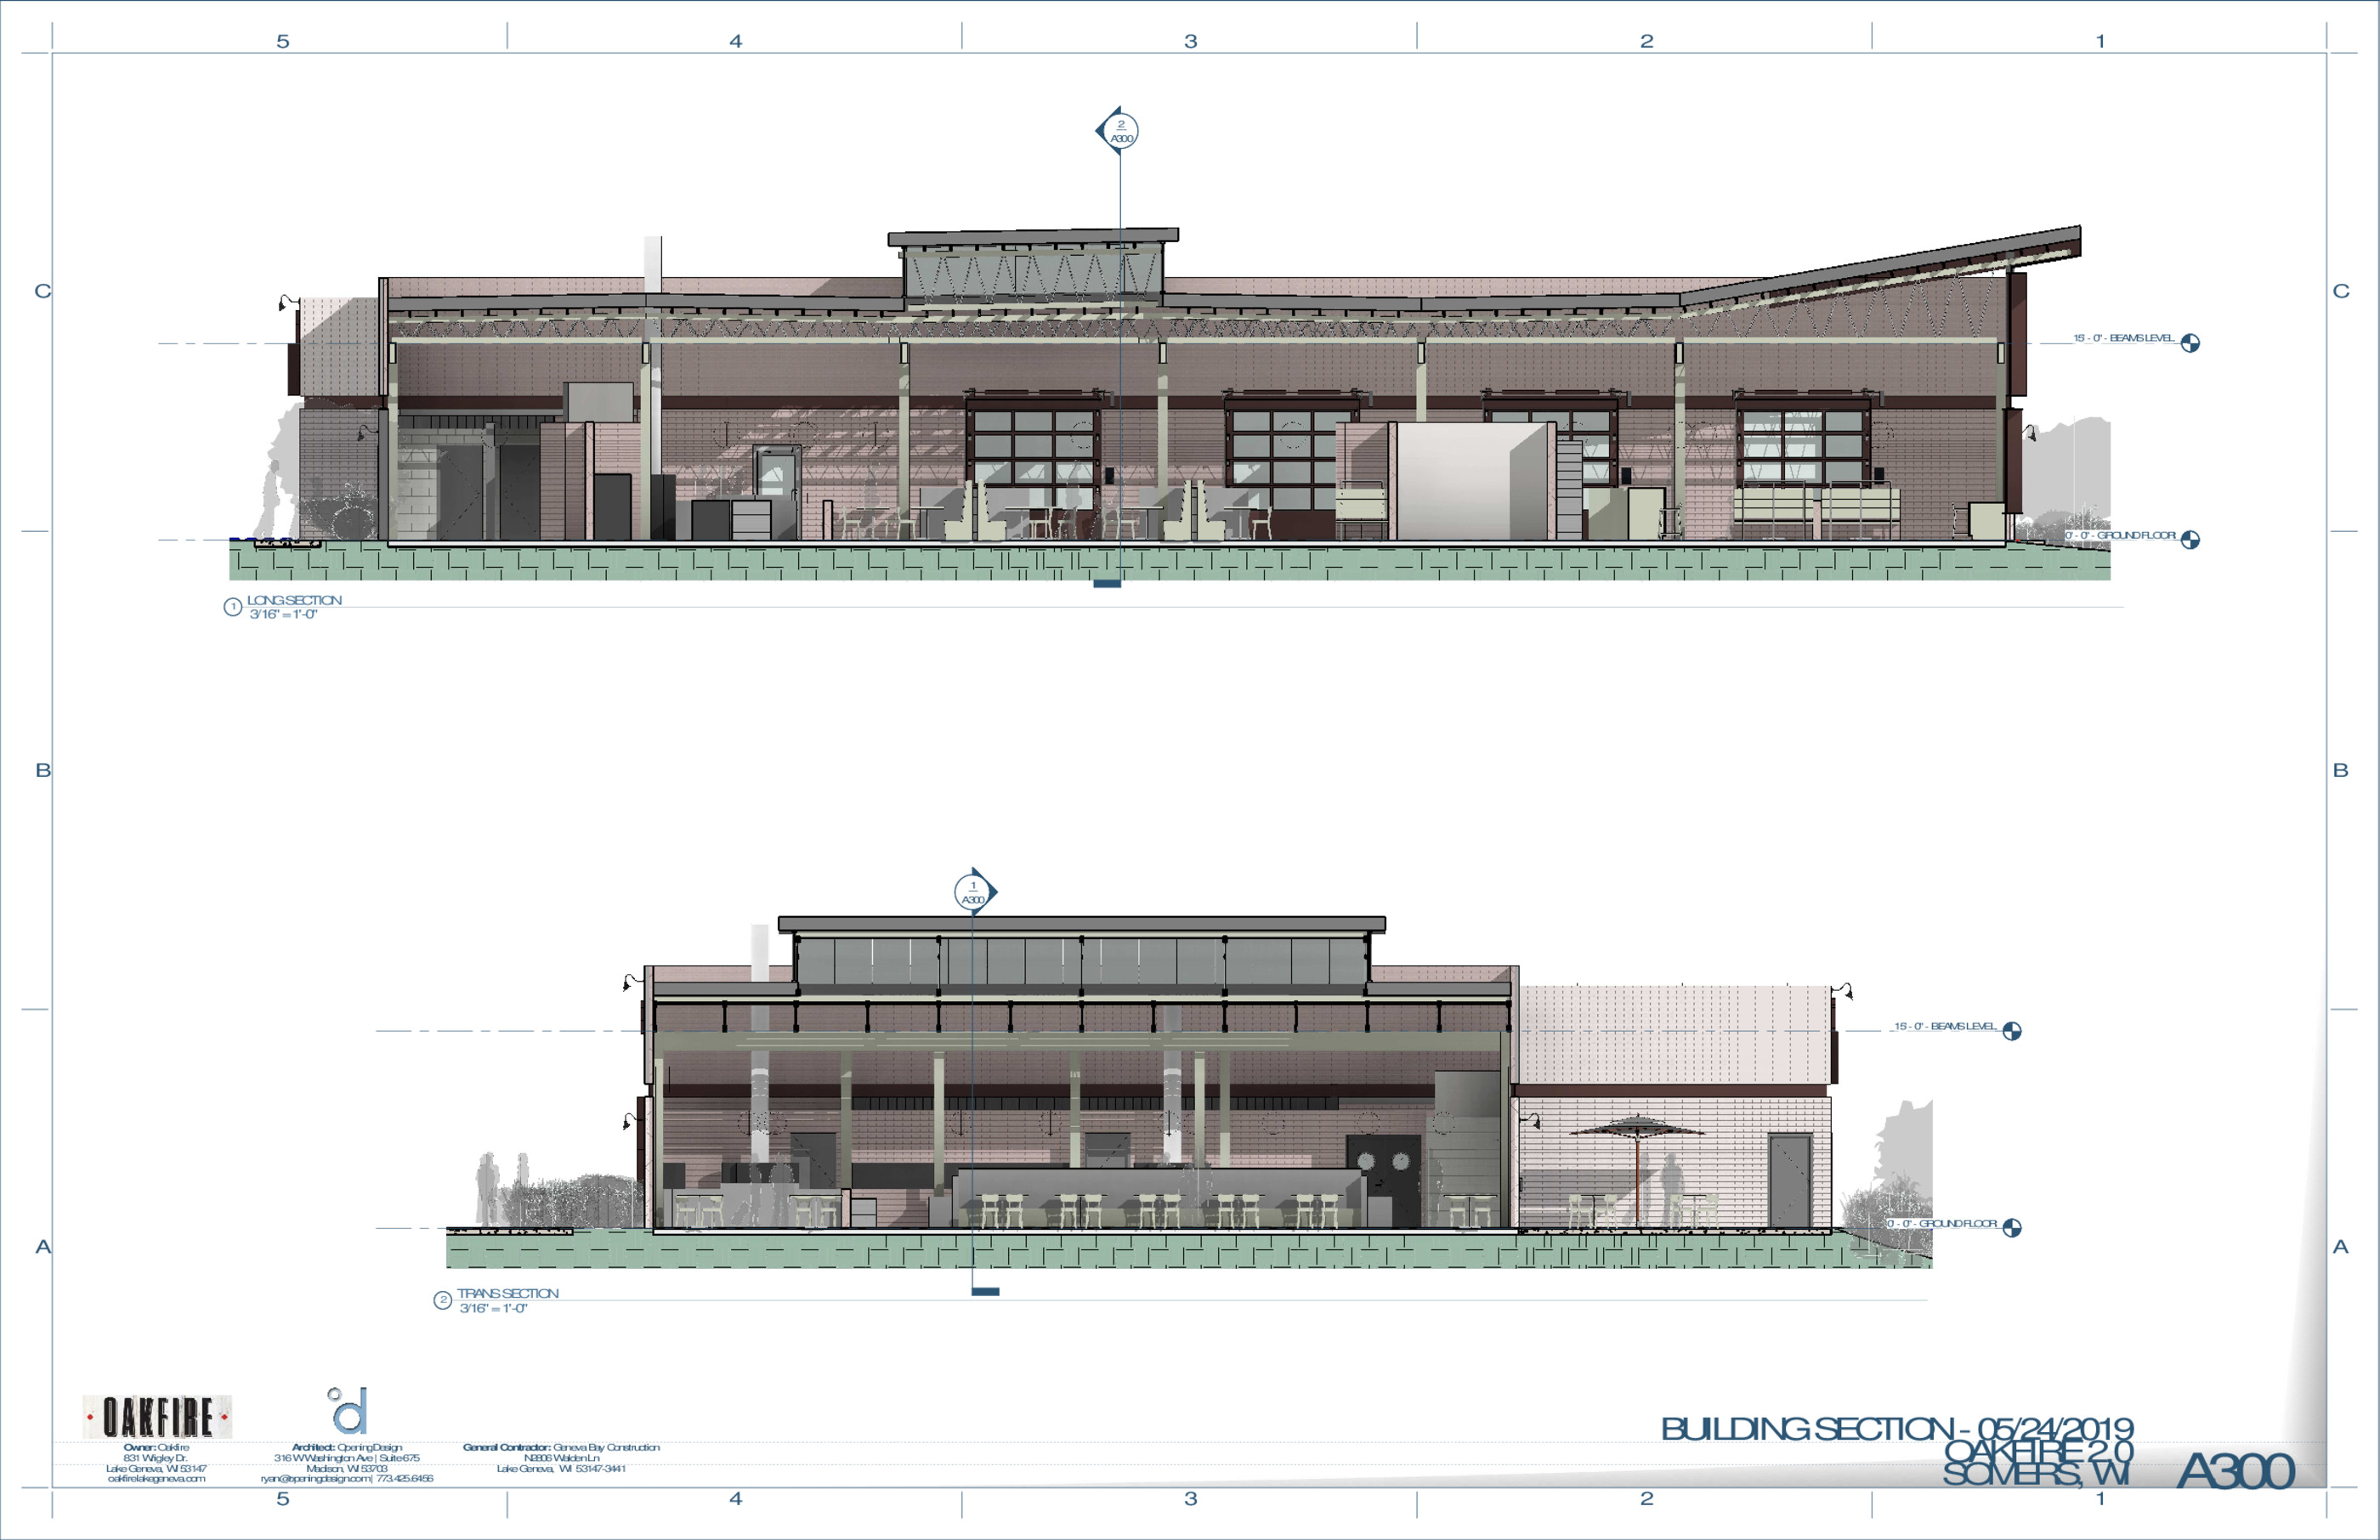 5 4 3 2 1
2
A300
C C
15' - 0" - BEAMS LEVEL
0' - 0" - GROUND FLOOR
1 LONG SECTION
3/16" = 1'-0"
B B
1
A300
15' - 0" - BEAMS LEVEL
0' - 0" - GROUND FLOOR
A A
2 TRANS SECTION
3/16" = 1'-0"
OAKFIRE
d
Owner: Oakfire
831 Wrigley Dr.
Lake Geneva, WI 53147
oakfirelakegeneva.com
Architect: OpeningDesign
316 W Washington Ave | Suite 675
Madison, WI 53703
ryan@openingdesign.com | 773.425.6456
General Contractor: Geneva Bay Construction
N2806 Walden Ln
Lake Geneva, WI 53147-3441
BUILDING SECTION - 05/24/2019
OAKFIRE 2.0
SOMERS, WI
A300
5 4 3 2 1